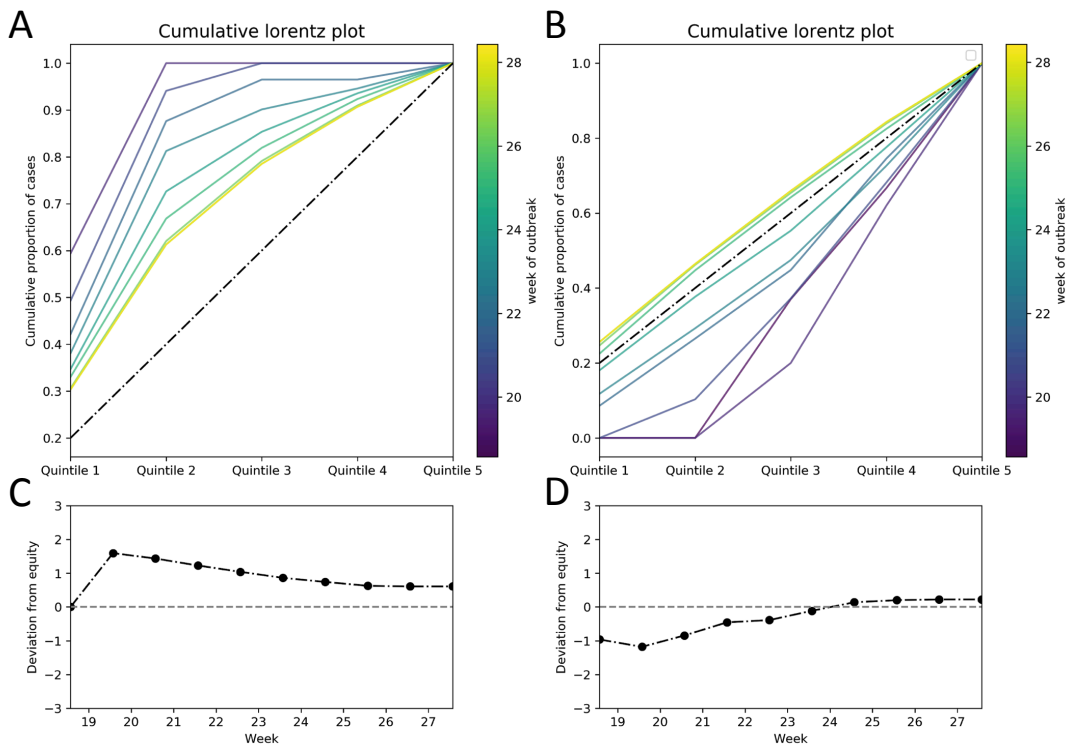 A
Cumulative lorentz plot
1.0
0.9
0.8
0.7
0.6
0.5
0.4
0.3
0.2
Cumulative proportion of cases
Quintile 1 Quintile 2 Quintile 3 Quintile 4 Quintile 5
28
26
24
22
20
week of outbreak
B
Cumulative lorentz plot
1.0
0.8
0.6
0.4
0.2
0.0
Cumulative proportion of cases
Quintile 1 Quintile 2 Quintile 3 Quintile 4 Quintile 5
28
26
24
22
20
week of outbreak
C
3
2
1
0
−1
−2
−3
Deviation from equity
19 20 21 22 23 24 25 26 27
Week
D
3
2
1
0
−1
−2
−3
Deviation from equity
19 20 21 22 23 24 25 26 27
Week